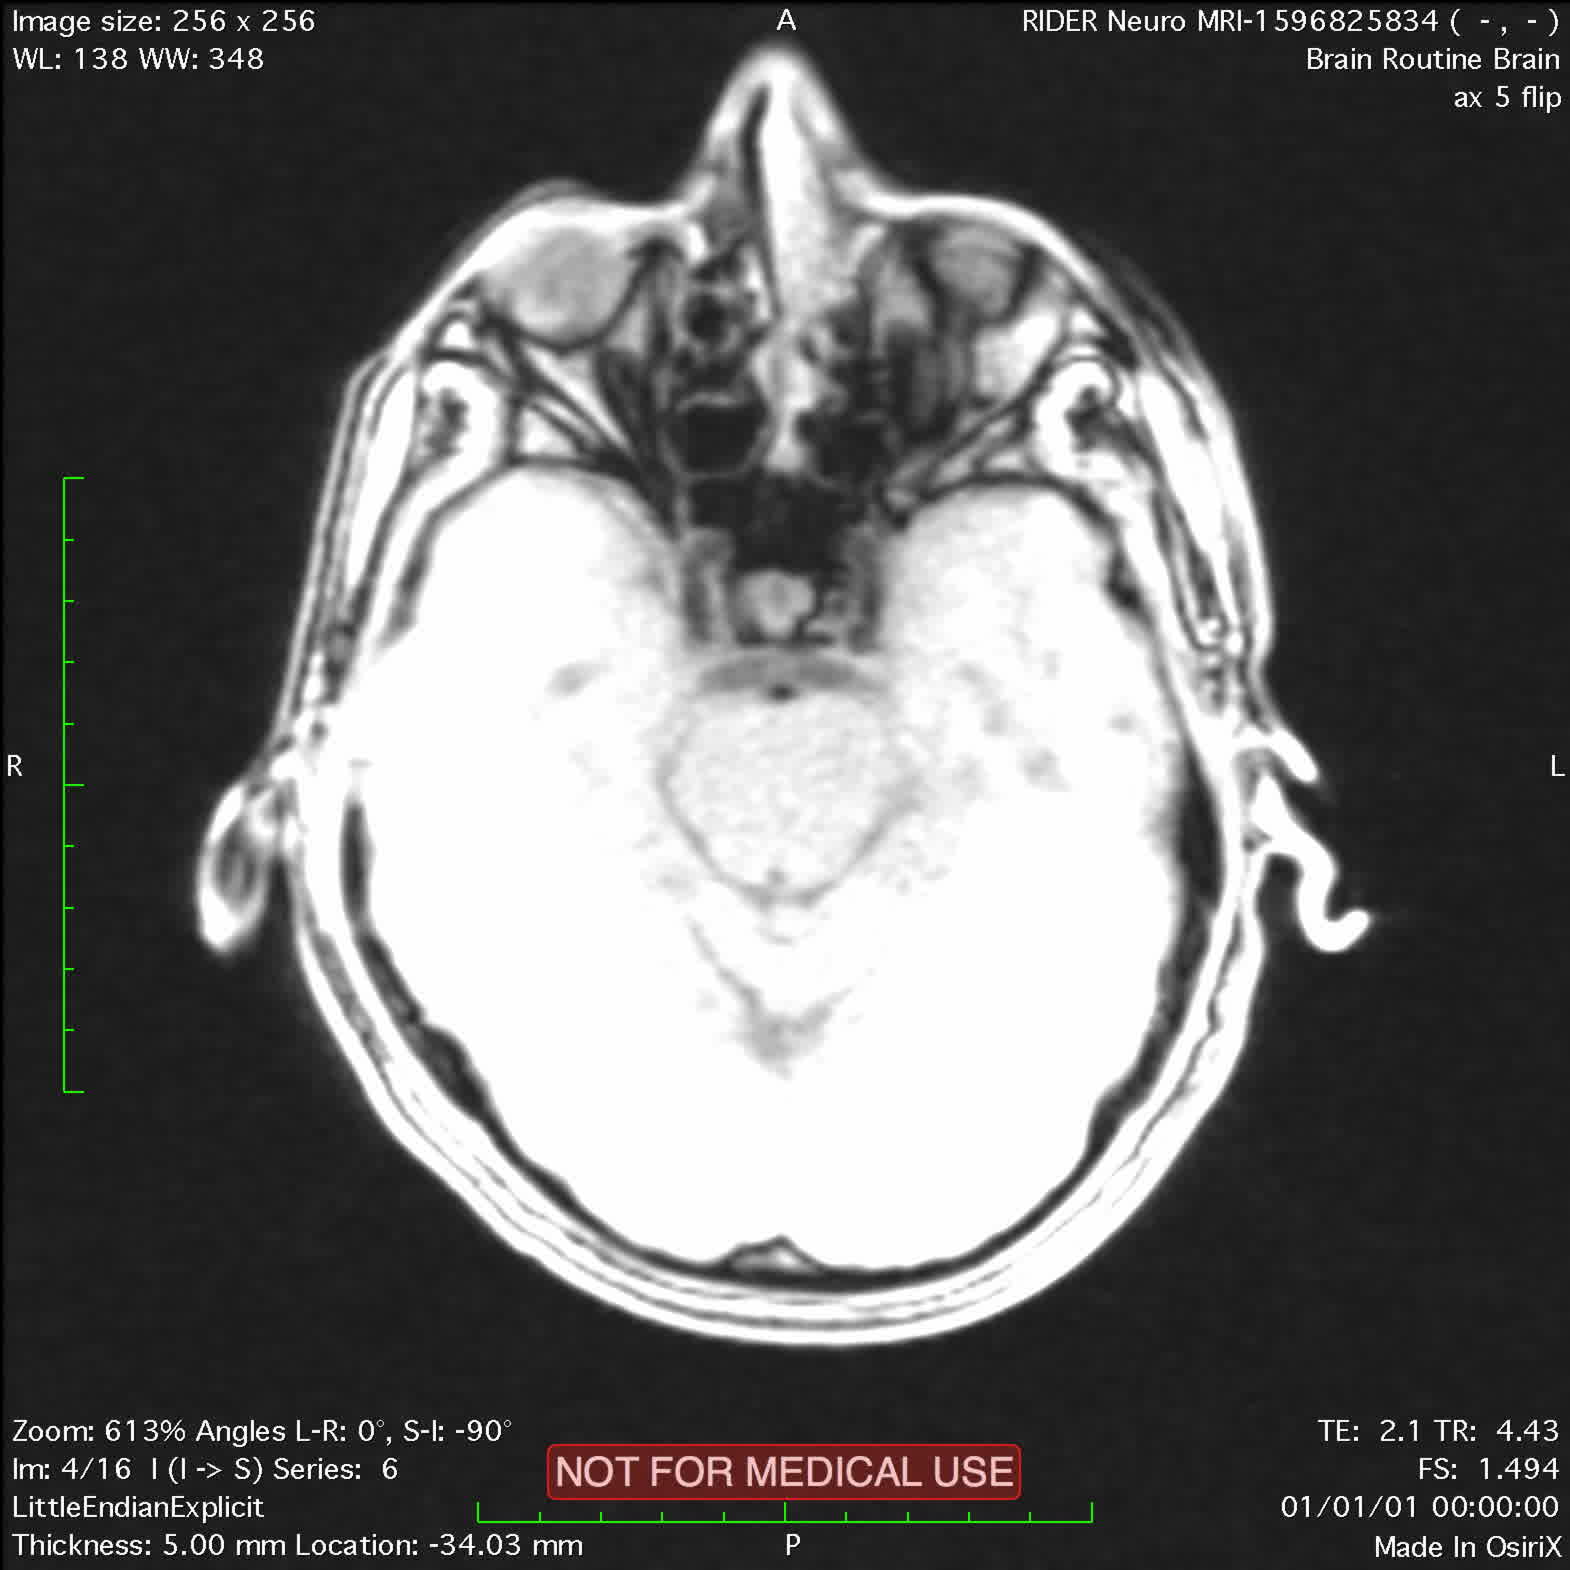 Image size: 256 x 256
WL: 138 WW: 348
A
RIDER Neuro MRI-1596825834 ( - , - )
Brain Routine Brain
ax 5 flip
R
L
Zoom: 613% Angles L-R: 0°, S-I: -90°
Im: 4/16 I (I -> S) Series: 6
LittleEndianExplicit
Thickness: 5.00 mm Location: -34.03 mm
NOT FOR MEDICAL USE
P
TE: 2.1 TR: 4.43
FS: 1.494
01/01/01 00:00:00
Made In OsiriX